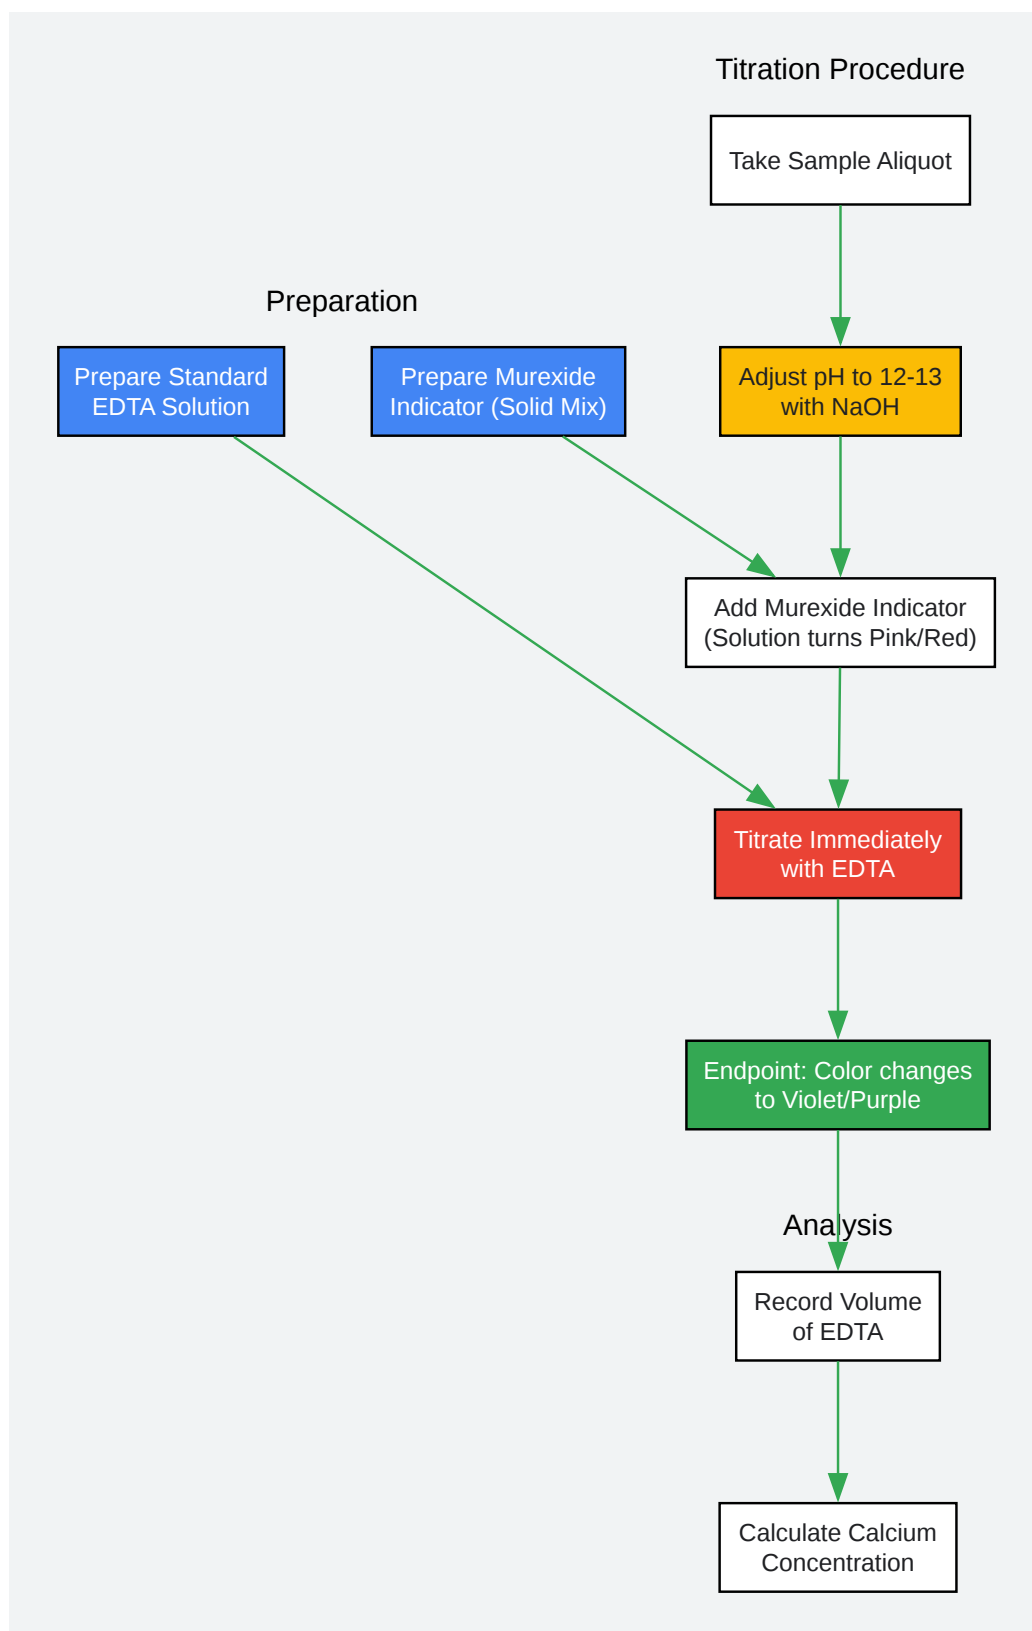 Titration Procedure
Take Sample Aliquot
Preparation
Prepare Standard
EDTA Solution
Prepare Murexide
Indicator (Solid Mix)
Adjust pH to 12-13
with NaOH
Add Murexide Indicator
(Solution turns Pink/Red)
Titrate Immediately
with EDTA
Endpoint: Color changes
to Violet/Purple
Analysis
Record Volume
of EDTA
Calculate Calcium
Concentration